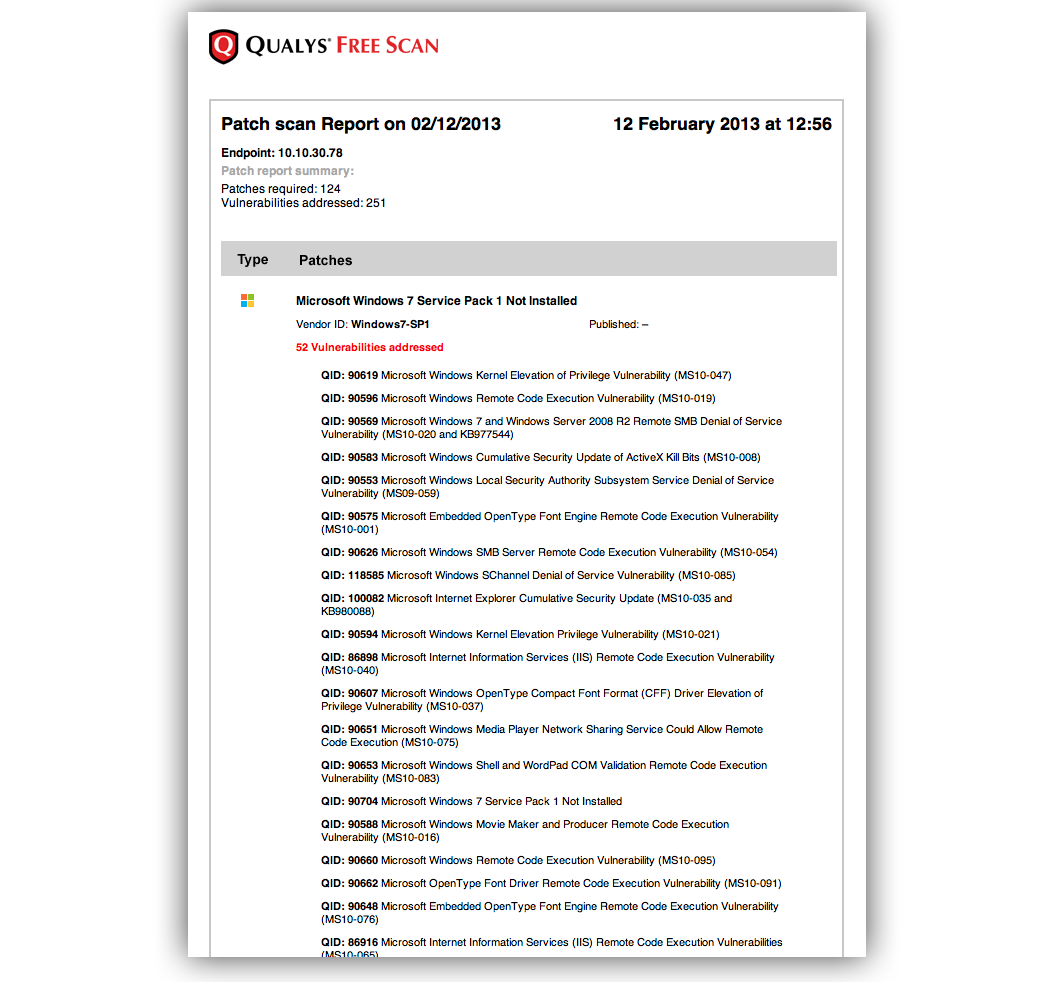 QUALYS® FREE SCAN
Patch scan Report on 02/12/2013 12 February 2013 at 12:56
Endpoint: 10.10.30.78
Patch report summary:
Patches required: 124
Vulnerabilities addressed: 251
Type Patches
Microsoft Windows 7 Service Pack 1 Not Installed
Vendor ID: Windows7-SP1 Published: –
52 Vulnerabilities addressed
QID: 90619 Microsoft Windows Kernel Elevation of Privilege Vulnerability (MS10-047)
QID: 90596 Microsoft Windows Remote Code Execution Vulnerability (MS10-019)
QID: 90569 Microsoft Windows 7 and Windows Server 2008 R2 Remote SMB Denial of Service
Vulnerability (MS10-020 and KB977544)
QID: 90583 Microsoft Windows Cumulative Security Update of ActiveX Kill Bits (MS10-008)
QID: 90553 Microsoft Windows Local Security Authority Subsystem Service Denial of Service
Vulnerability (MS09-059)
QID: 90575 Microsoft Embedded OpenType Font Engine Remote Code Execution Vulnerability
(MS10-001)
QID: 90626 Microsoft Windows SMB Server Remote Code Execution Vulnerability (MS10-054)
QID: 118585 Microsoft Windows SChannel Denial of Service Vulnerability (MS10-085)
QID: 100082 Microsoft Internet Explorer Cumulative Security Update (MS10-035 and
KB980088)
QID: 90594 Microsoft Windows Kernel Elevation Privilege Vulnerability (MS10-021)
QID: 86898 Microsoft Internet Information Services (IIS) Remote Code Execution Vulnerability
(MS10-040)
QID: 90607 Microsoft Windows OpenType Compact Font Format (CFF) Driver Elevation of
Privilege Vulnerability (MS10-037)
QID: 90651 Microsoft Windows Media Player Network Sharing Service Could Allow Remote
Code Execution (MS10-075)
QID: 90653 Microsoft Windows Shell and WordPad COM Validation Remote Code Execution
Vulnerability (MS10-083)
QID: 90704 Microsoft Windows 7 Service Pack 1 Not Installed
QID: 90588 Microsoft Windows Movie Maker and Producer Remote Code Execution
Vulnerability (MS10-016)
QID: 90660 Microsoft Windows Remote Code Execution Vulnerability (MS10-095)
QID: 90662 Microsoft OpenType Font Driver Remote Code Execution Vulnerability (MS10-091)
QID: 90648 Microsoft Embedded OpenType Font Engine Remote Code Execution Vulnerability
(MS10-076)
QID: 86916 Microsoft Internet Information Services (IIS) Remote Code Execution Vulnerabilities
(MS10-065)